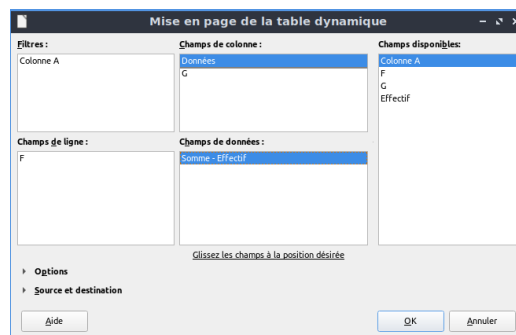 Mise en page de la table dynamique
Filtres :
Colonne A
Champs de colonne :
Données
G
Champs disponibles:
Colonne A
F
G
Effectif
Champs de ligne :
F
Champs de données :
Somme - Effectif
Glissez les champs à la position désirée
Options
Source et destination
Aide
OK
Annuler